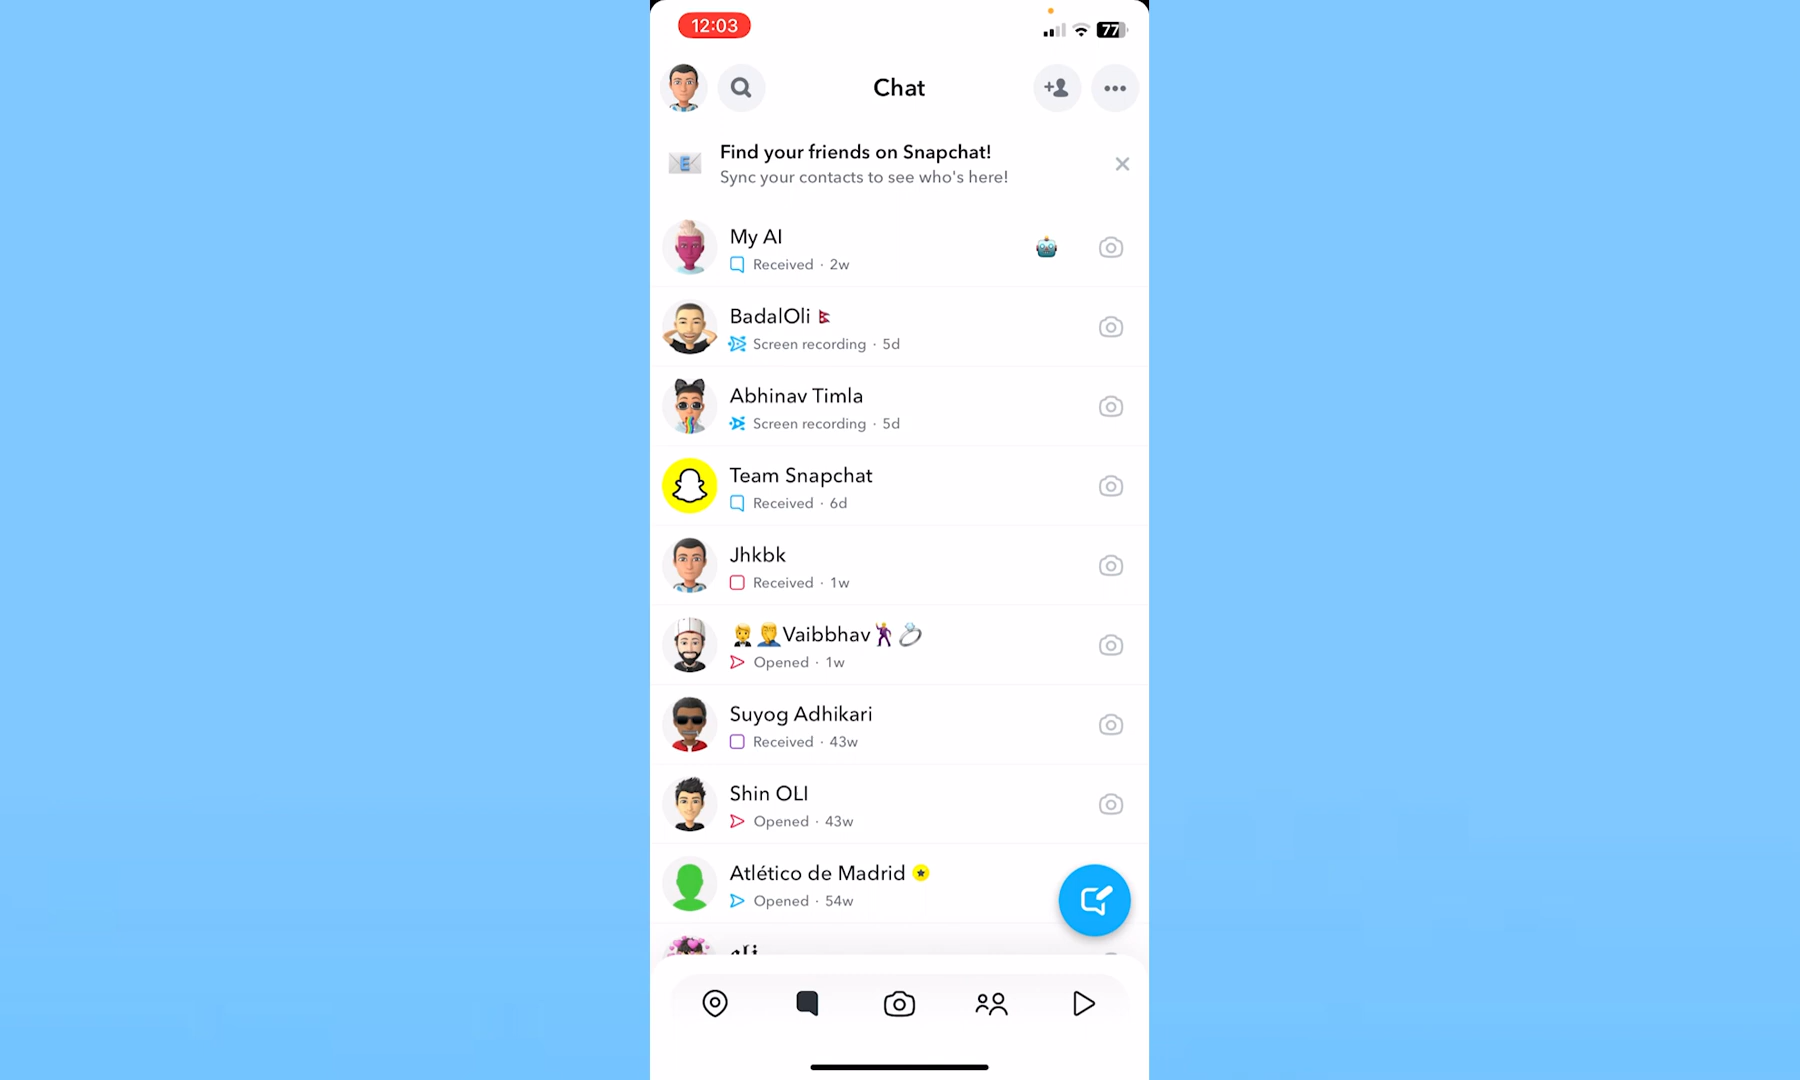 12:03
77
Chat
Find your friends on Snapchat!
Sync your contacts to see who's here!
My AI
Received · 2w
BadalOli
Screen recording · 5d
Abhinav Timla
Screen recording · 5d
Team Snapchat
Received · 6d
Jhkbk
Received · 1w
🤵🤦Vaibbhav🕺💍
Opened · 1w
Suyog Adhikari
Received · 43w
Shin OLI
Opened · 43w
Atlético de Madrid
Opened · 54w